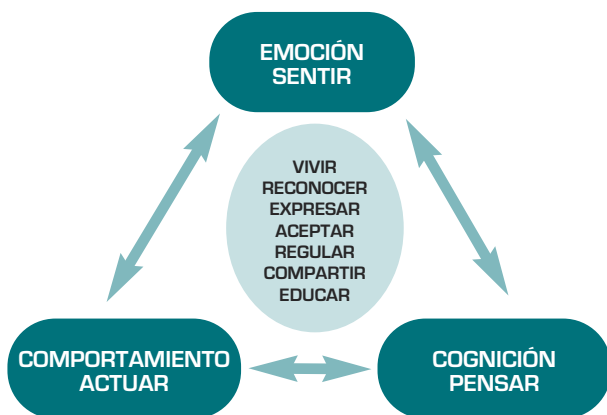 EMOCIÓN
SENTIR
VIVIR
RECONOCER
EXPRESAR
ACEPTAR
REGULAR
COMPARTIR
EDUCAR
COMPORTAMIENTO
ACTUAR
COGNICIÓN
PENSAR